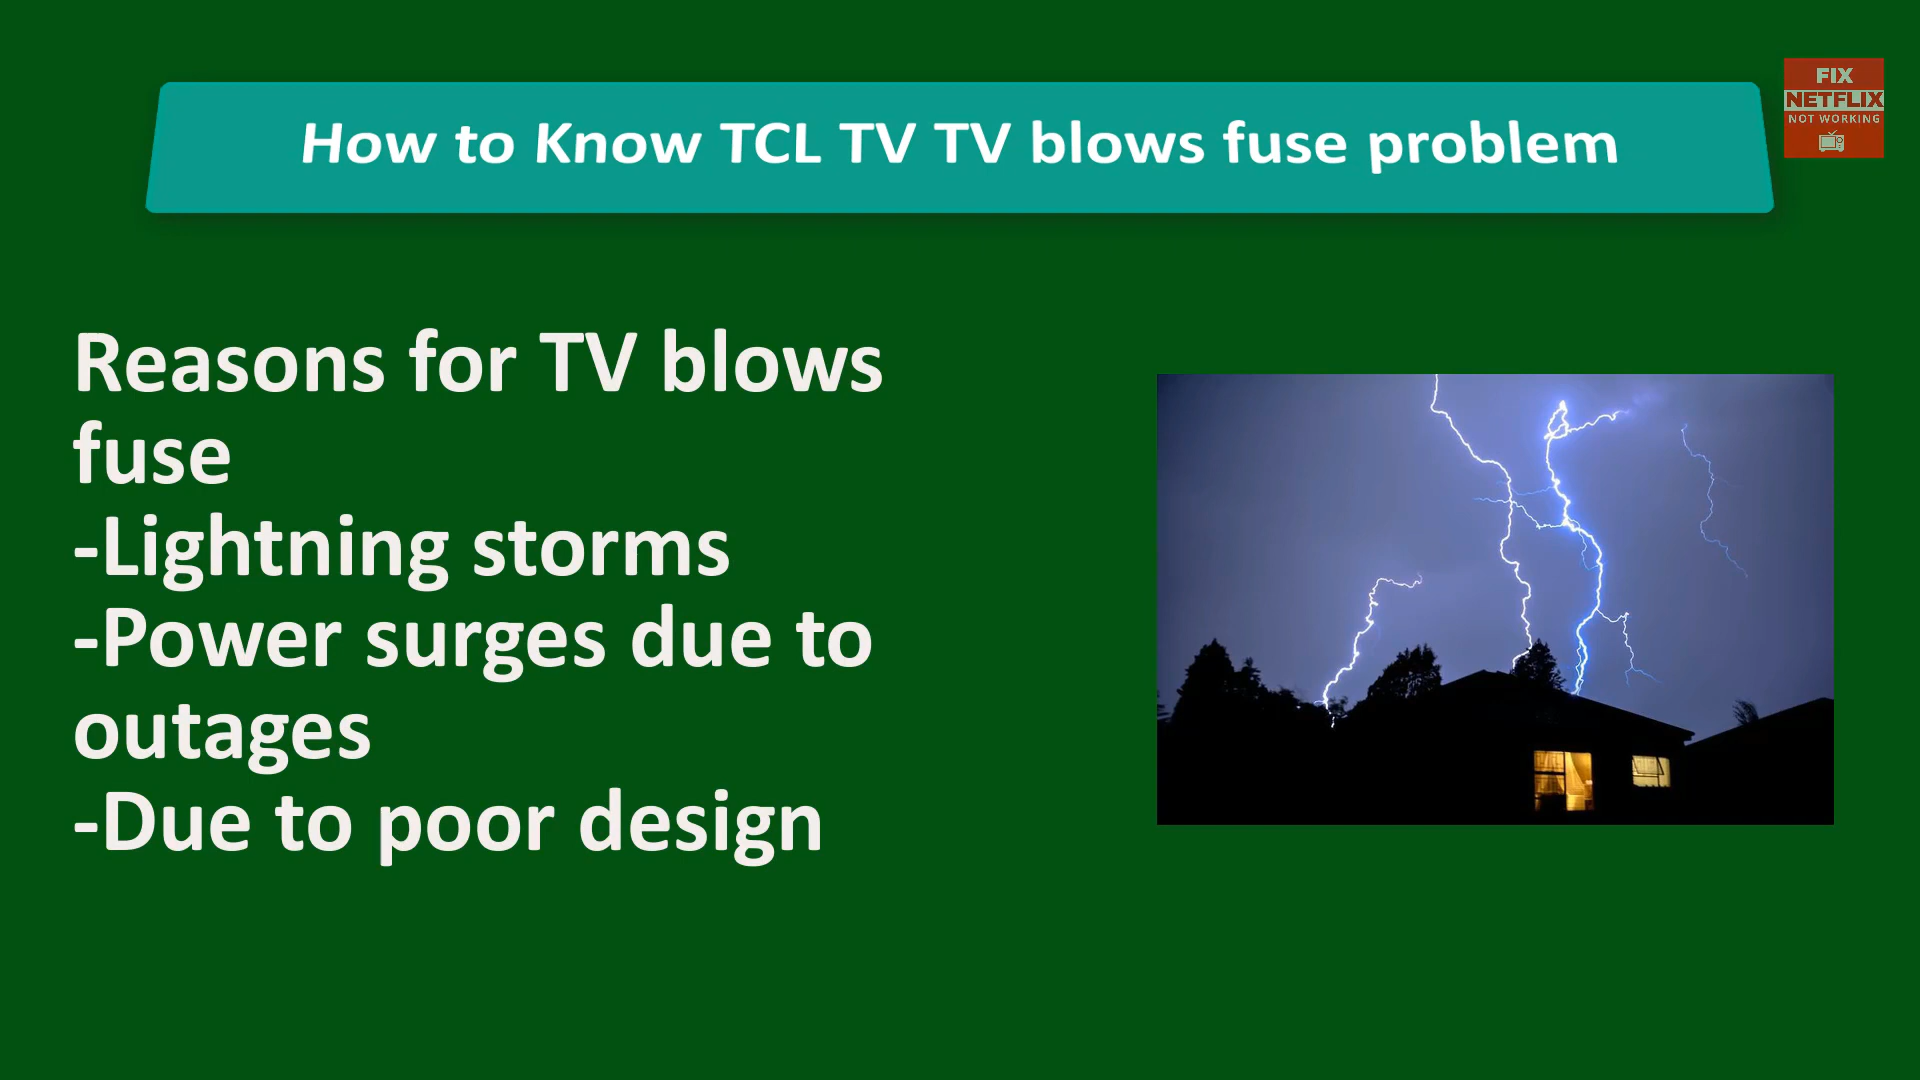 How to Know TCL TV TV blows fuse problem
FIX
NETFLIX
NOT WORKING
Reasons for TV blows
fuse
-Lightning storms
-Power surges due to
outages
-Due to poor design